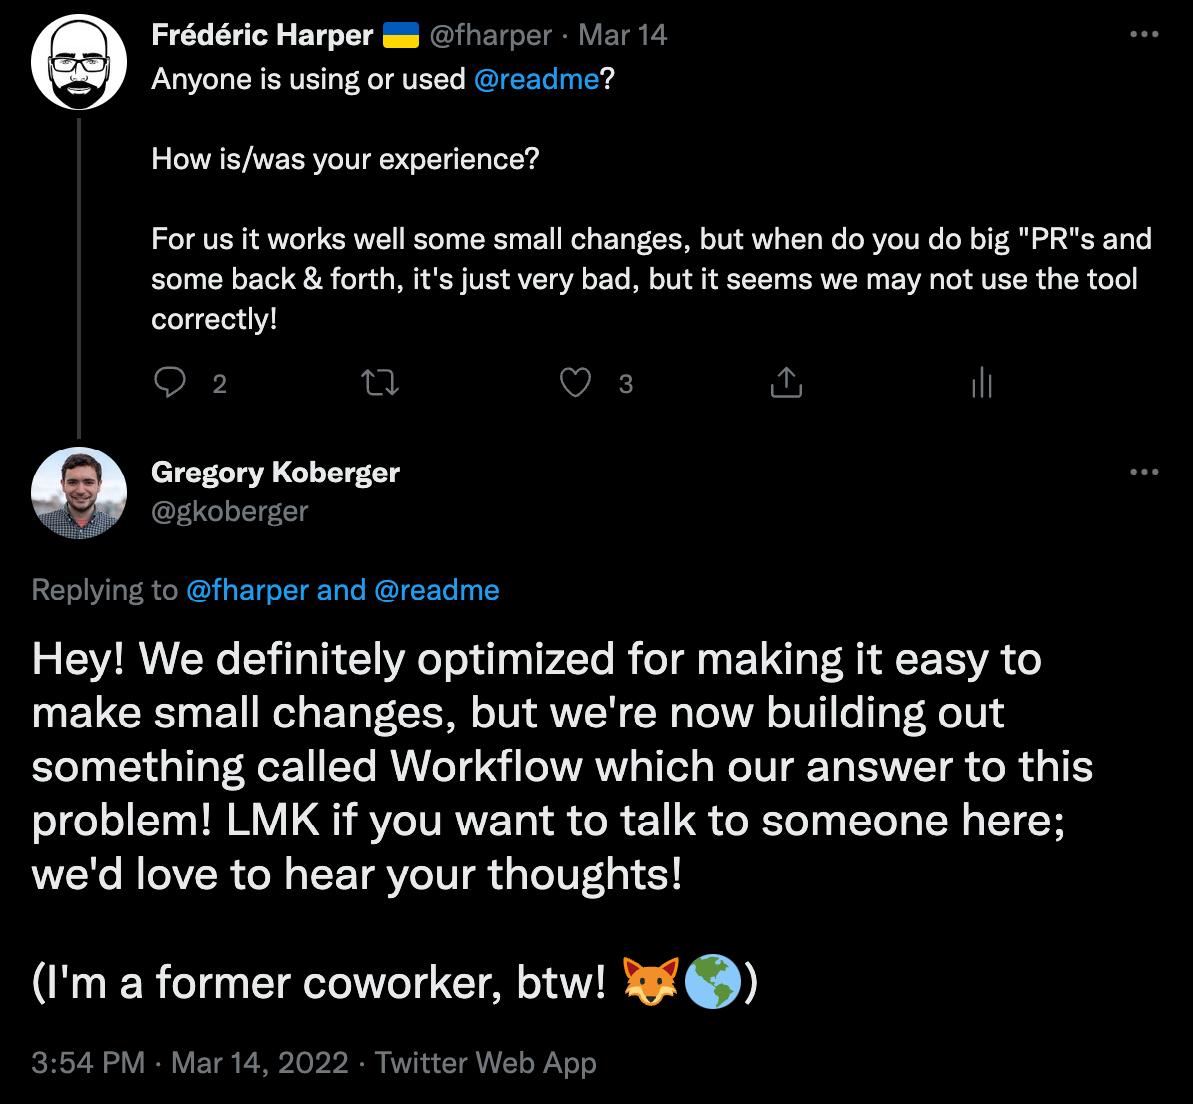 Frédéric Harper 🇺🇦 @fharper · Mar 14
Anyone is using or used @readme?
How is/was your experience?
For us it works well some small changes, but when do you do big "PR"s and
some back & forth, it's just very bad, but it seems we may not use the tool
correctly!
2 3
Gregory Koberger
@gkoberger
Replying to @fharper and @readme
Hey! We definitely optimized for making it easy to
make small changes, but we're now building out
something called Workflow which our answer to this
problem! LMK if you want to talk to someone here;
we'd love to hear your thoughts!
(I'm a former coworker, btw! 🦊🌎)
3:54 PM · Mar 14, 2022 · Twitter Web App